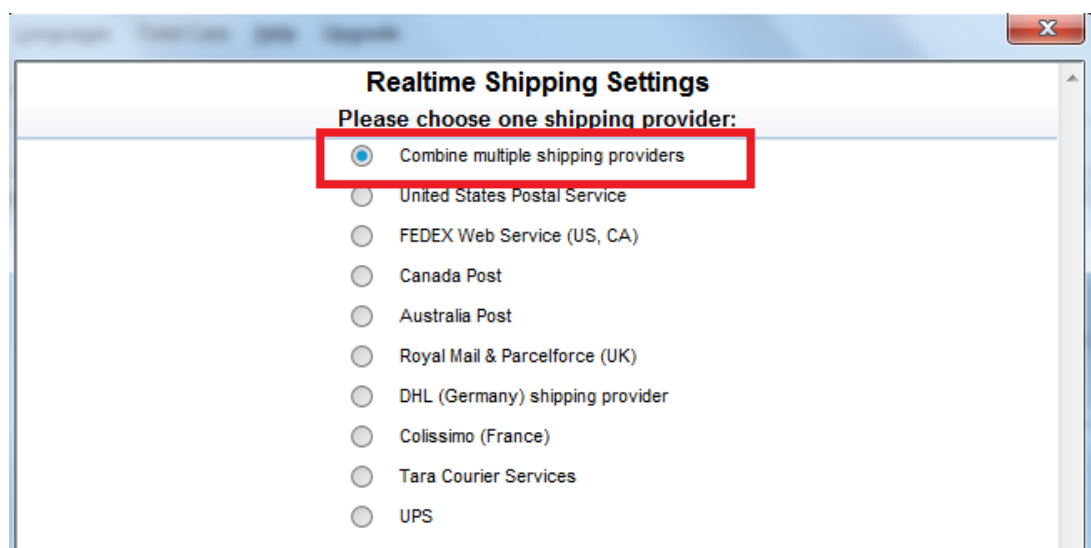 Help Upgrade
Realtime Shipping Settings
Please choose one shipping provider:
Combine multiple shipping providers
United States Postal Service
FEDEX Web Service (US, CA)
Canada Post
Australia Post
Royal Mail & Parcelforce (UK)
DHL (Germany) shipping provider
Colissimo (France)
Tara Courier Services
UPS